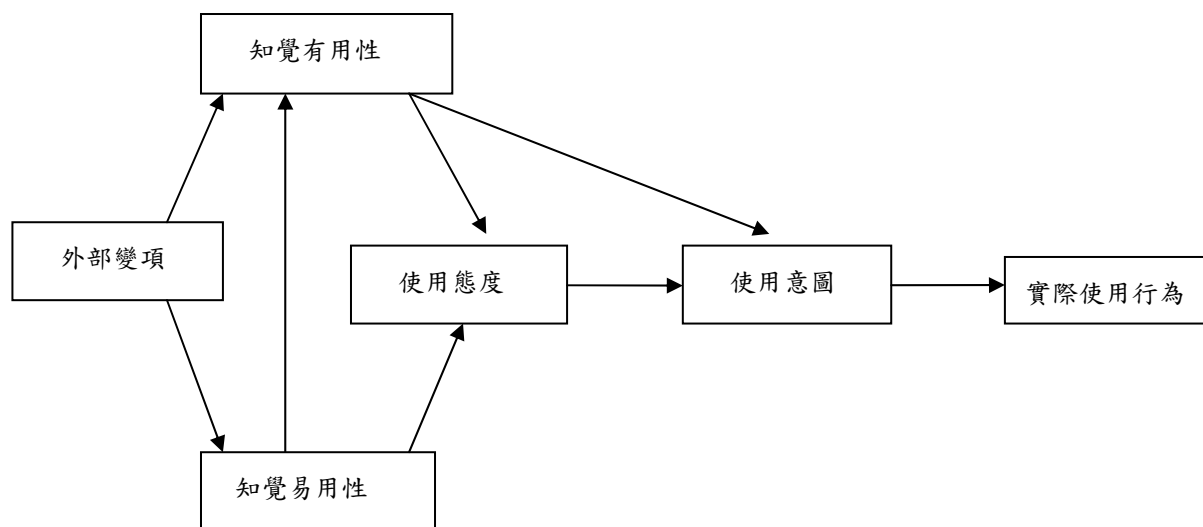 知覺有用性
外部變項
使用態度
使用意圖
實際使用行為
知覺易用性